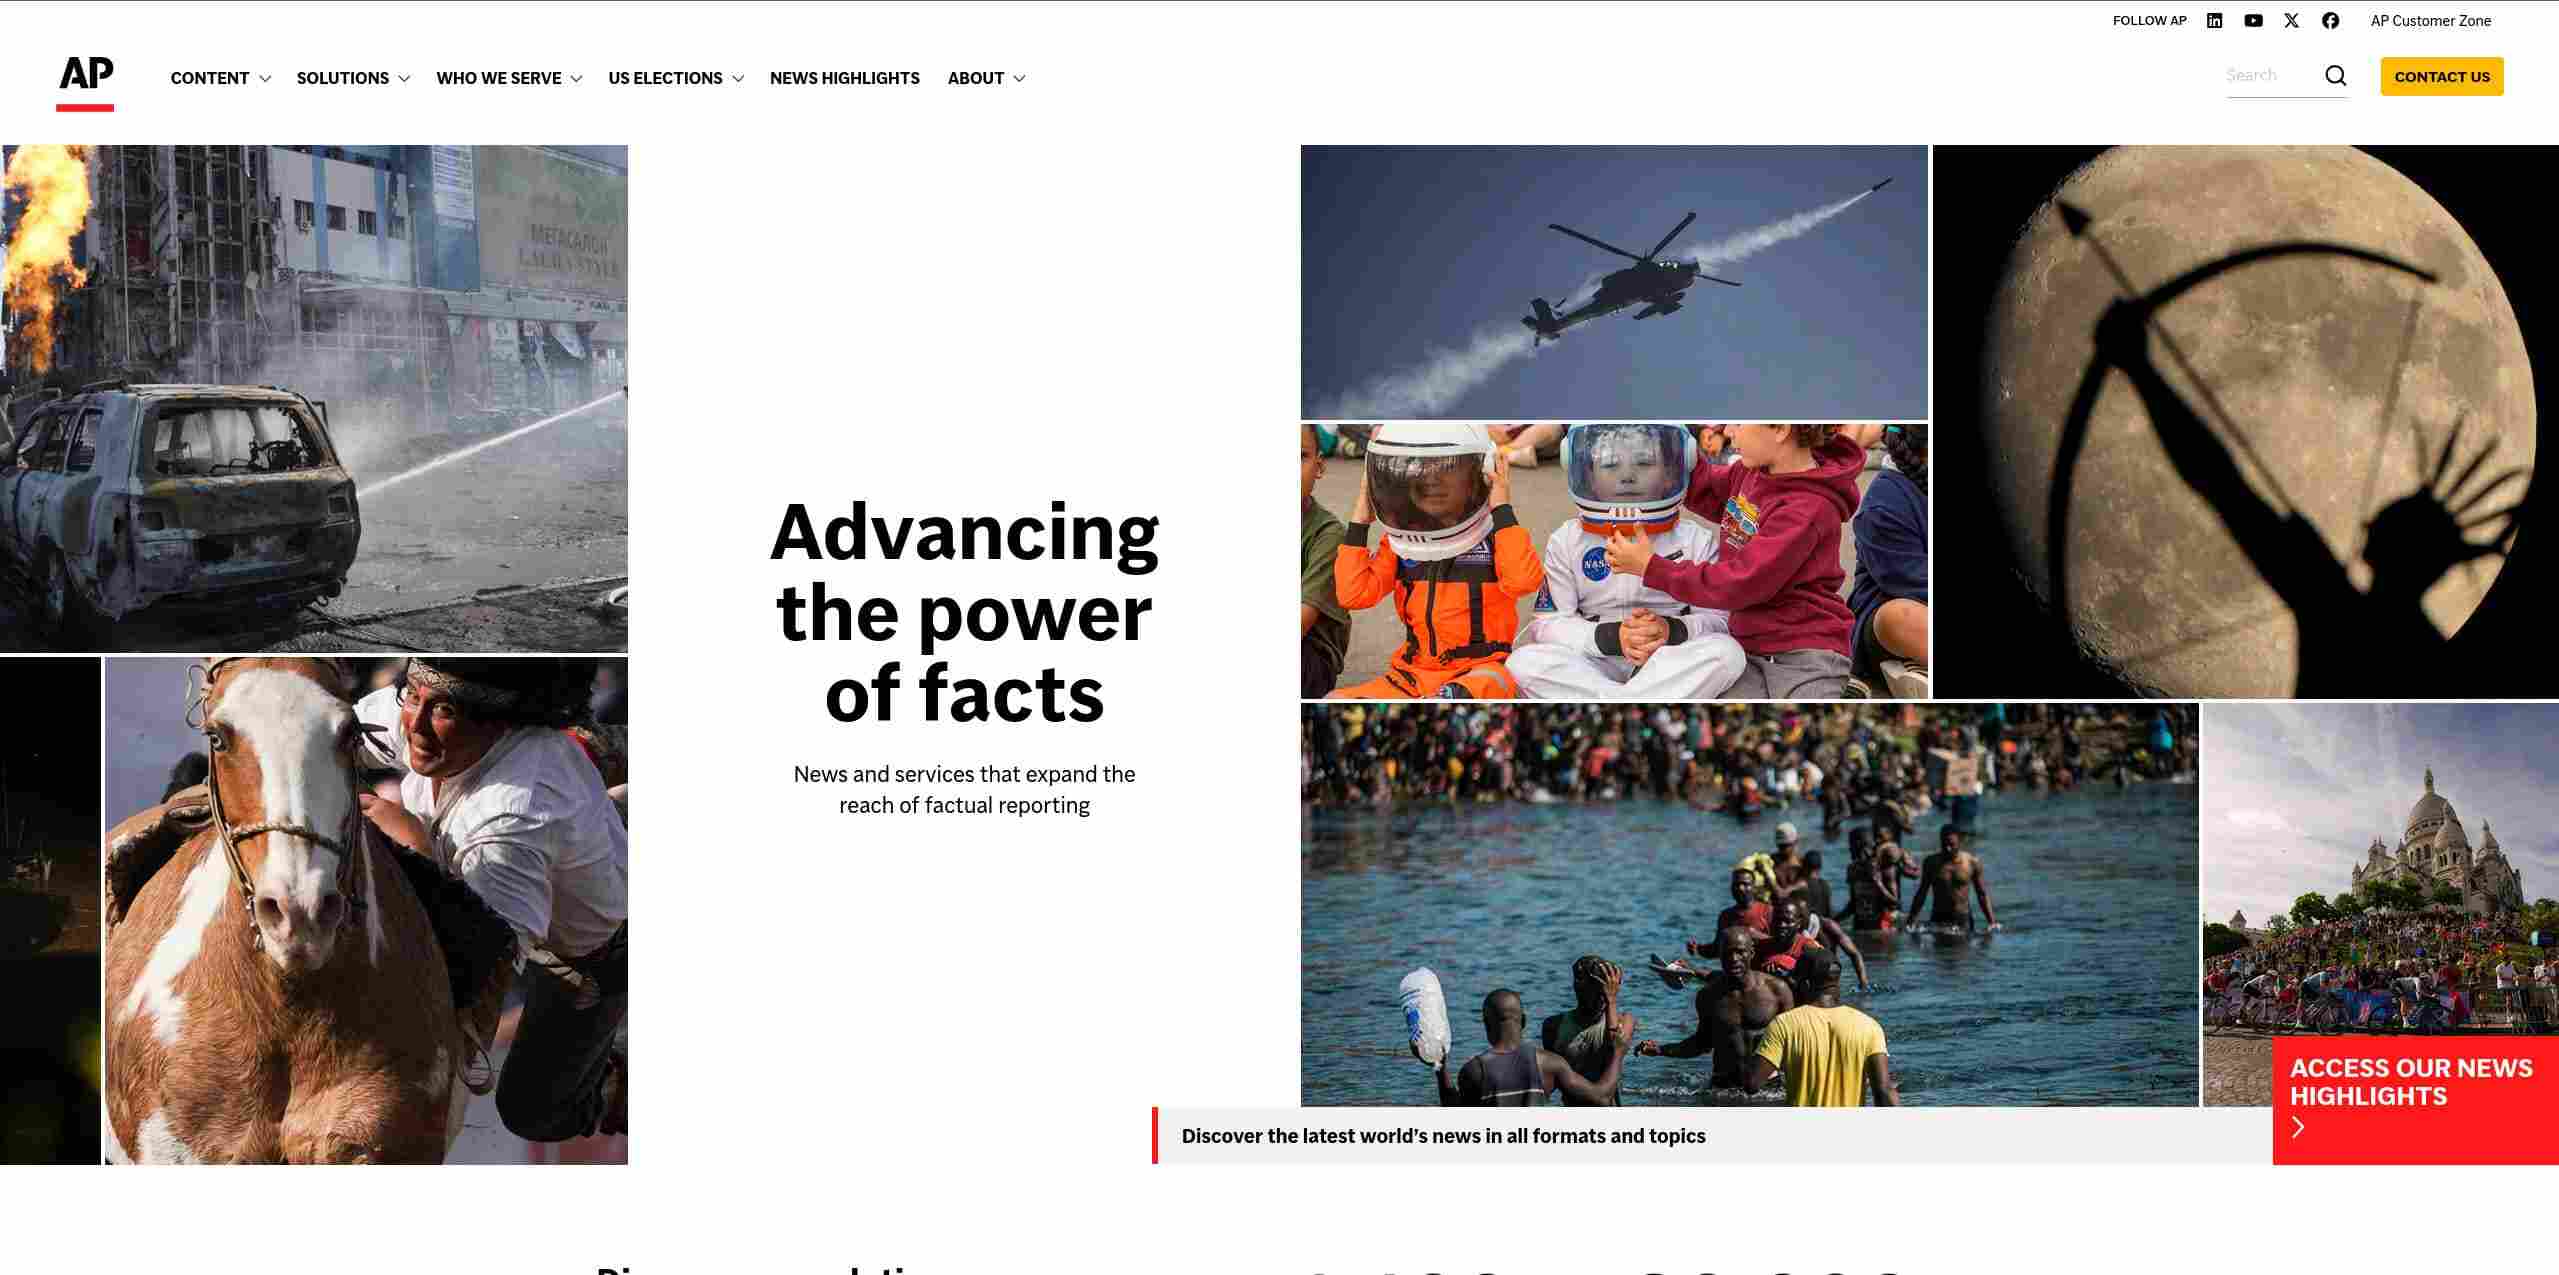 FOLLOW AP
AP Customer Zone
AP
CONTENT
SOLUTIONS
WHO WE SERVE
US ELECTIONS
NEWS HIGHLIGHTS
ABOUT
Search
CONTACT US
МЕГАСАЛОН
NASA
Advancing
the power
of facts
News and services that expand the
reach of factual reporting
ACCESS OUR NEWS
HIGHLIGHTS
Discover the latest world’s news in all formats and topics